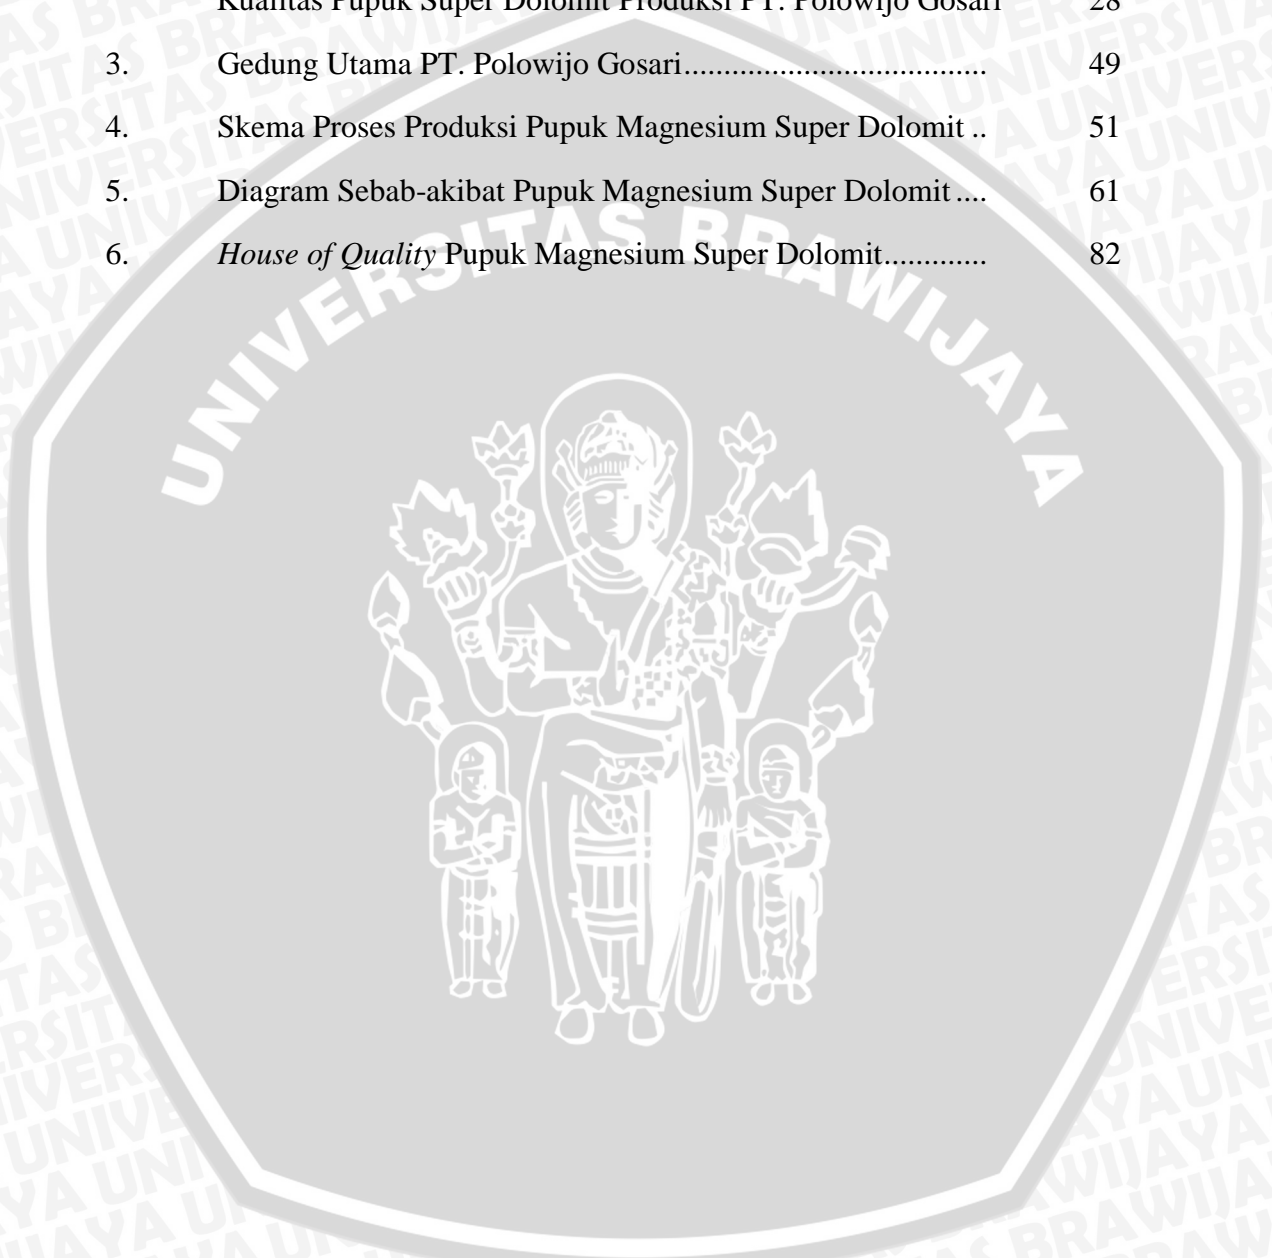 Kualitas Pupuk Super Dolomit Produksi PT. Polowijo Gosari 28
3. Gedung Utama PT. Polowijo Gosari...................................... 49
4. Skema Proses Produksi Pupuk Magnesium Super Dolomit .. 51
5. Diagram Sebab-akibat Pupuk Magnesium Super Dolomit .... 61
6. House of Quality Pupuk Magnesium Super Dolomit............. 82
UNIVERSITAS BRAWIJAYA